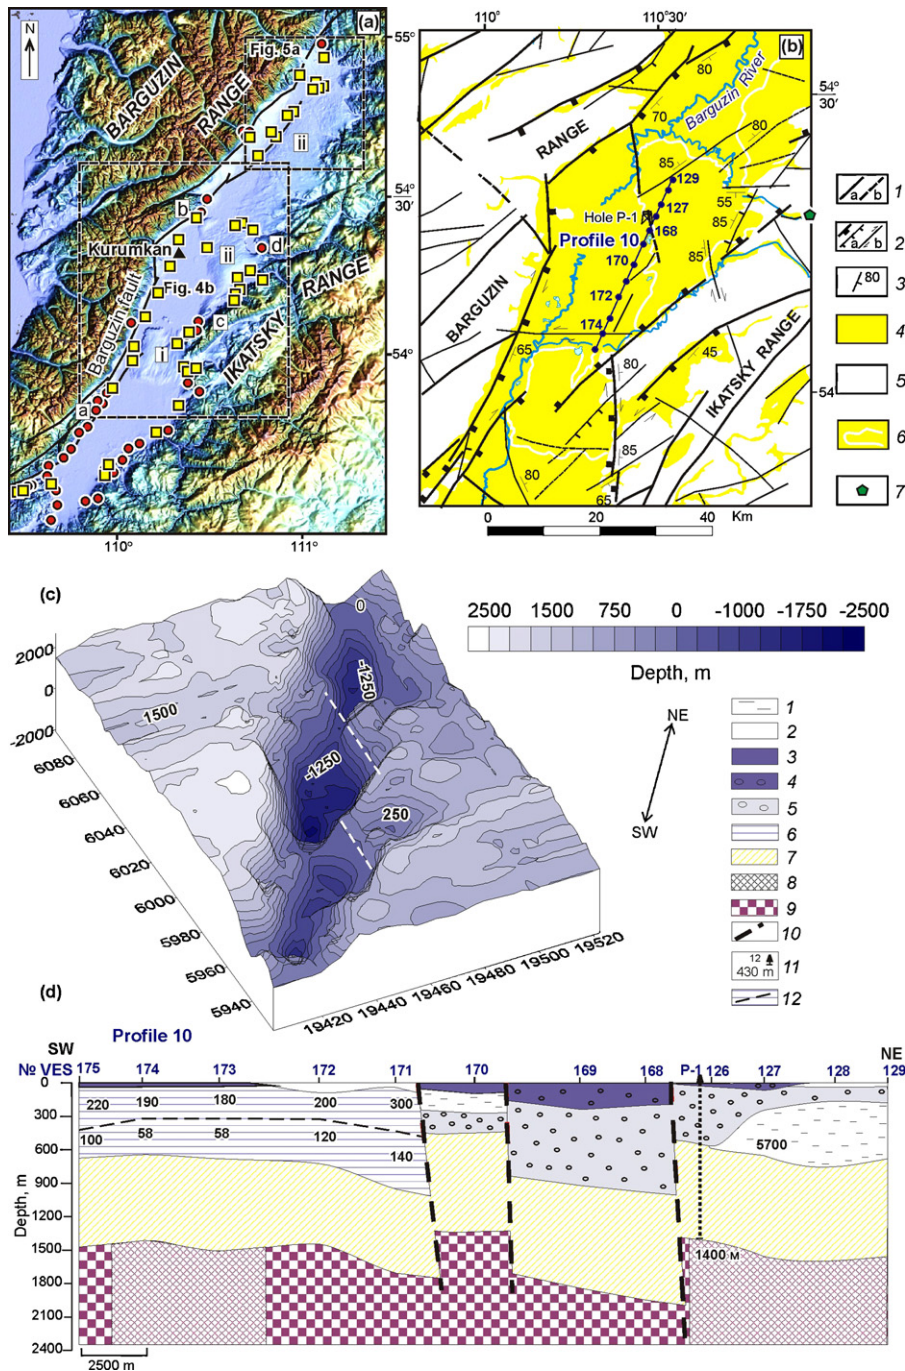 (a)
N
Fig. 5a
55°
BARGUZIN
RANGE
ii
54°
30'
b
Kurumkan
d
ii
Fig. 4b
RANGE
Barguzin fault
c
i
IKATSKY
54°
a
110°
111°
110°
110°30'
(b)
80
Barguzin
River
54°
30'
70
80
RANGE
85
129
55
Hole P-1
127
85
168
Profile 10
170
85
BARGUZIN
172
174
65
45
IKATSKY RANGE
54°
85
80
65
0
20
40
Km
a b 1
a b 2
80 3
4
5
6
7
(c)
2500 1500 750 0 -1000 -1750 -2500
Depth, m
0
2000
0
-2000
-1250
1500
-1250
250
NE
SW
6080
6060
6040
6020
6000
5980
5960
5940
19420 19440 19460 19480 19500 19520
1
2
3
4
5
6
7
8
9
10
12
430 m
11
12
(d)
Profile 10
SW
NE
№ VES
175 174 173 172 171 170 169 168 P-1 126 127 128 129
Depth, m
0
300
600
900
1200
1500
1800
2100
2400
220 190 180 200 300
100 58 58 120
140
5700
1400 м
2500 m